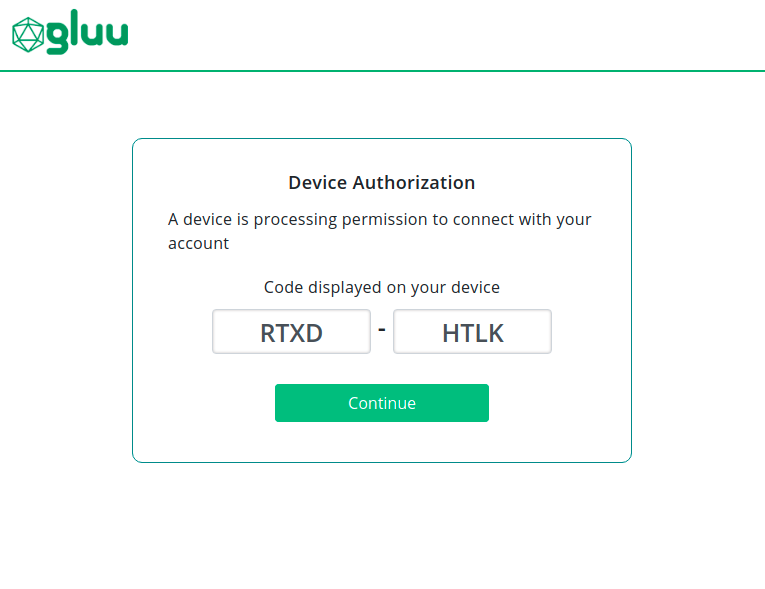 gluu
Device Authorization
A device is processing permission to connect with your
account
Code displayed on your device
RTXD - HTLK
Continue